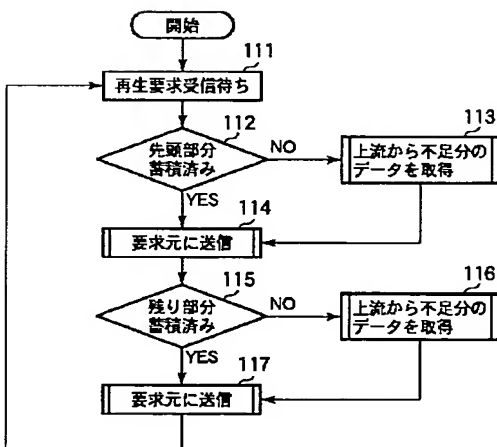 開始
111
再生要求受信待ち
112
先頭部分
蓄積済み
NO
113
上流から不足分の
データを取得
YES
114
要求元に送信
115
残り部分
蓄積済み
NO
116
上流から不足分の
データを取得
YES
117
要求元に送信